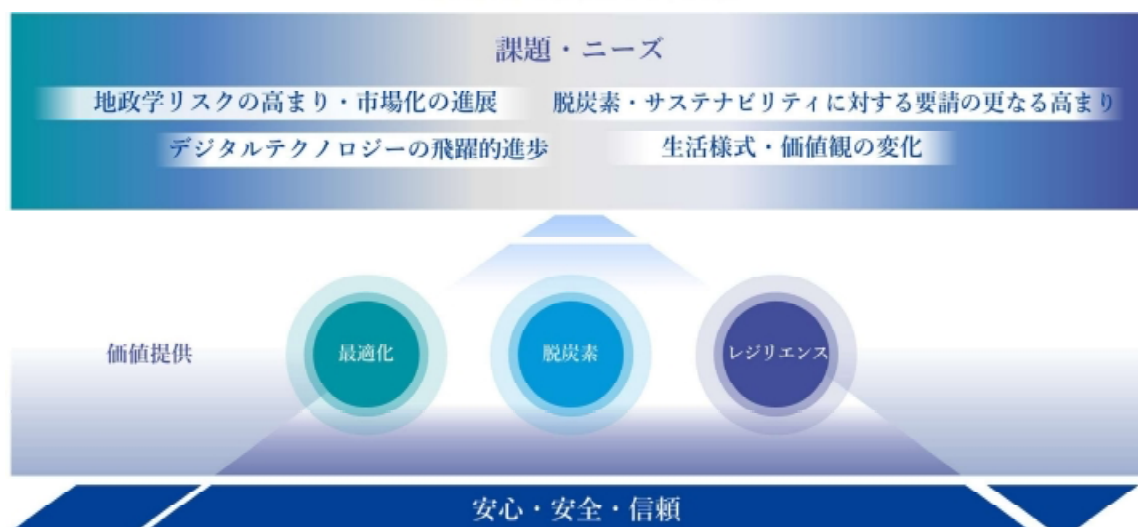 課題・ニーズ
地政学リスクの高まり・市場化の進展
脱炭素・サステナビリティに対する要請の更なる高まり
デジタルテクノロジーの飛躍的進歩
生活様式・価値観の変化
価値提供
最適化
脱炭素
レジリエンス
安心・安全・信頼